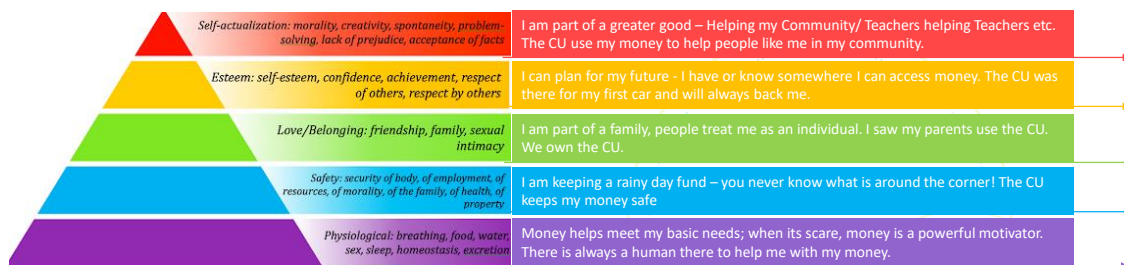 Self-actualization: morality, creativity, spontaneity, problem-
solving, lack of prejudice, acceptance of facts
I am part of a greater good – Helping my Community/ Teachers helping Teachers etc.
The CU use my money to help people like me in my community.
Esteem: self-esteem, confidence, achievement, respect
of others, respect by others
I can plan for my future - I have or know somewhere I can access money. The CU was
there for my first car and will always back me.
Love/Belonging: friendship, family, sexual
intimacy
I am part of a family, people treat me as an individual. I saw my parents use the CU.
We own the CU.
Safety: security of body, of employment, of
resources, of morality, of the family, of health, of
property
I am keeping a rainy day fund – you never know what is around the corner! The CU
keeps my money safe
Physiological: breathing, food, water,
sex, sleep, homeostasis, excretion
Money helps meet my basic needs; when its scare, money is a powerful motivator.
There is always a human there to help me with my money.